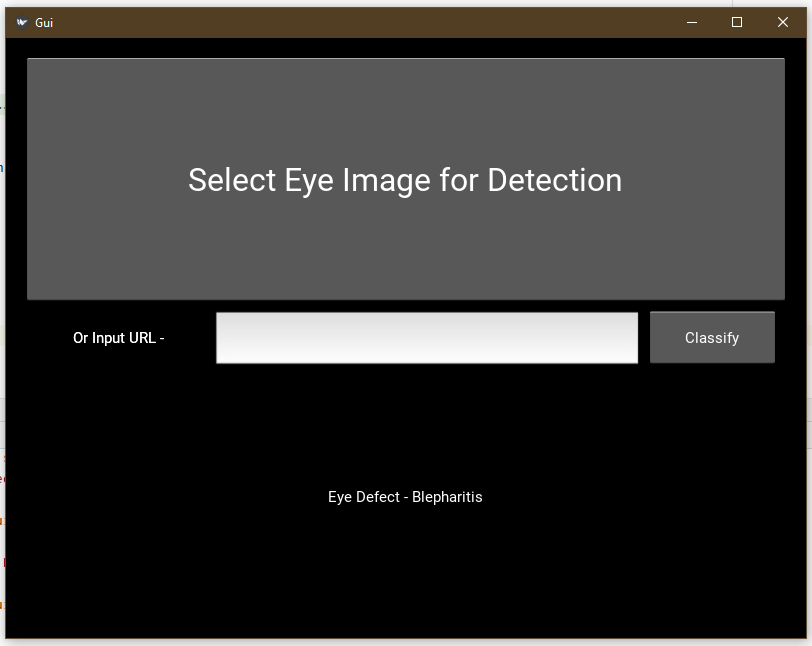 Gui
Select Eye Image for Detection
Or Input URL -
Classify
Eye Defect - Blepharitis